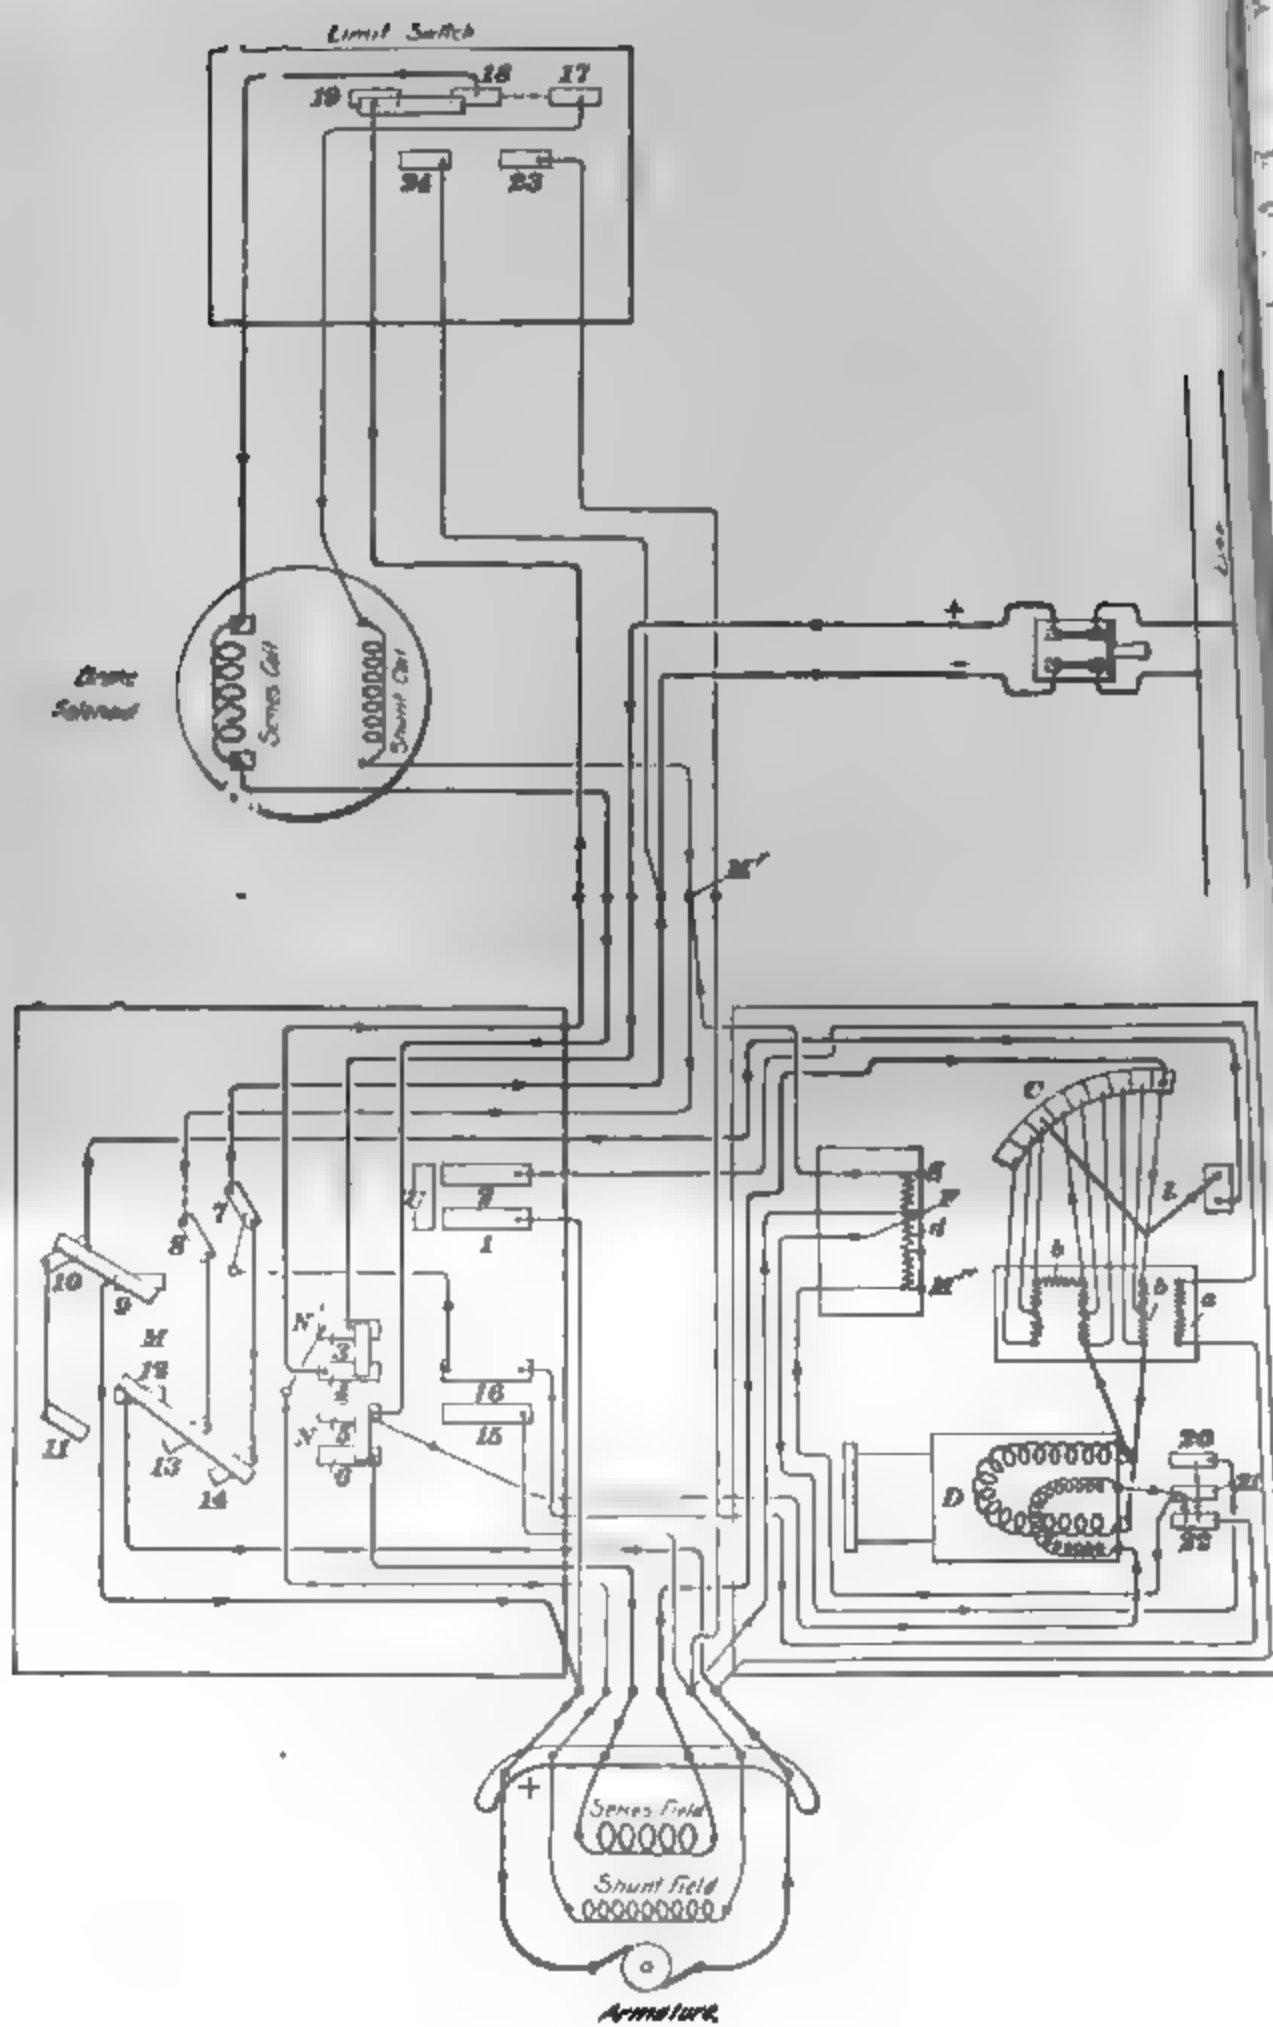 Limit Switch
19
18
17
24
23
+
-
Brake
Solenoid
Series Coil
Shunt Coil
Line
M'
C
U
2
1
7
8
10
9
M
12
11
13
14
N'
3
4
N
5
6
16
15
G
F
d
H
L
b
b
a
D
20
21
22
+
Series Field
Shunt Field
Armature